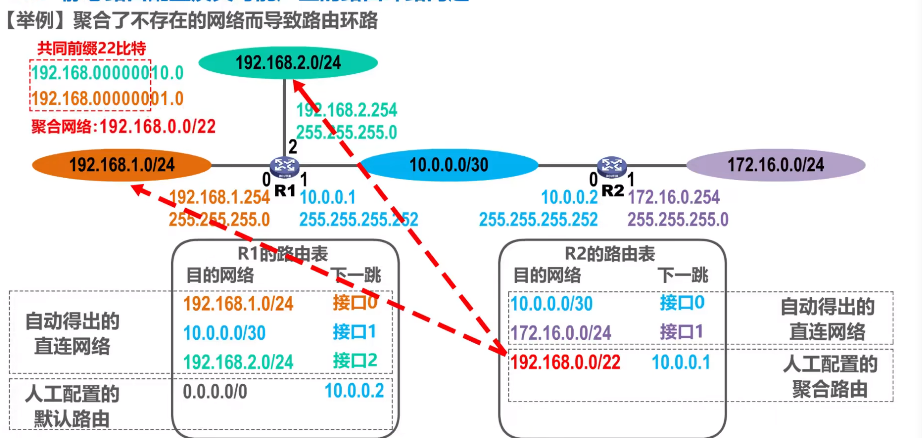 【举例】聚合了不存在的网络而导致路由环路
共同前缀22比特
192.168.00000010.0
192.168.00000001.0
聚合网络:192.168.0.0/22
192.168.2.0/24
192.168.2.254
255.255.255.0
2
192.168.1.0/24
0
1
R1
10.0.0.0/30
0
1
R2
172.16.0.0/24
192.168.1.254
255.255.255.0
10.0.0.1
255.255.255.252
10.0.0.2
255.255.255.252
172.16.0.254
255.255.255.0
R1的路由表
目的网络 下一跳
192.168.1.0/24 接口0
10.0.0.0/30 接口1
192.168.2.0/24 接口2
0.0.0.0/0 10.0.0.2
自动得出的
直连网络
人工配置的
默认路由
R2的路由表
目的网络 下一跳
10.0.0.0/30 接口0
172.16.0.0/24 接口1
192.168.0.0/22 10.0.0.1
自动得出的
直连网络
人工配置的
聚合路由